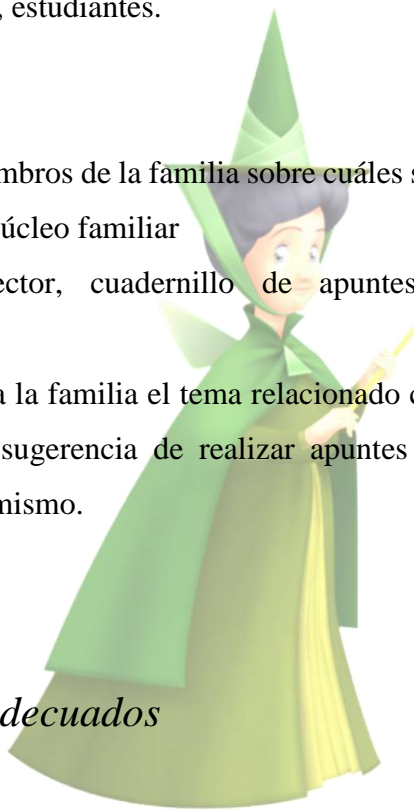 , estudiantes.
mbros de la familia sobre cuáles s
úcleo familiar
ector, cuadernillo de apuntes
a la familia el tema relacionado c
sugerencia de realizar apuntes
mismo.
decuados